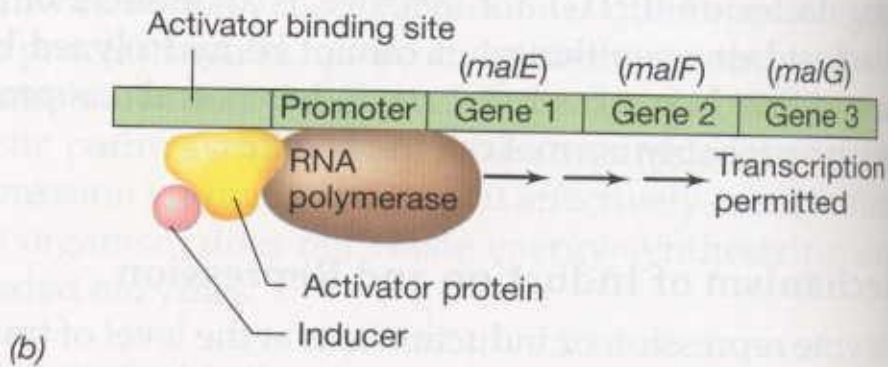 Activator binding site
(malE) (malF) (malG)
Promoter Gene 1 Gene 2 Gene 3
RNA
polymerase
Transcription
permitted
Activator protein
Inducer
(b)